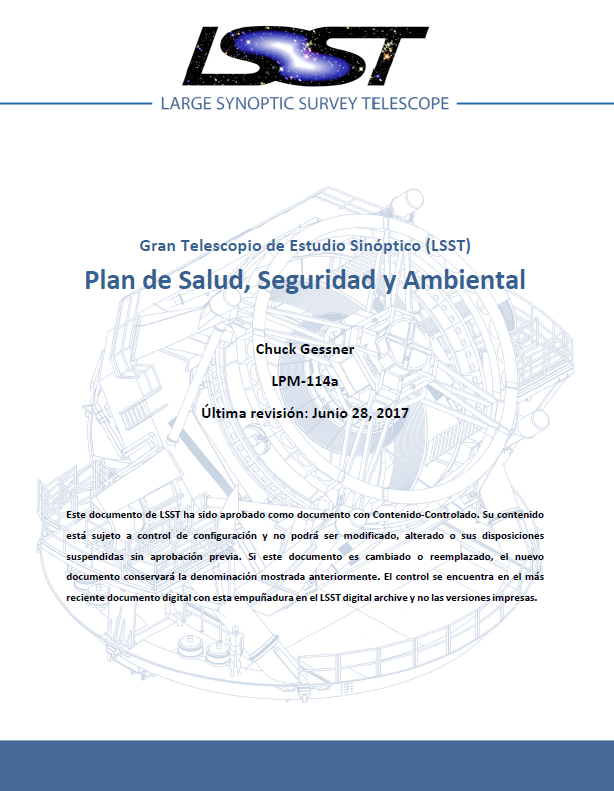 LSST
LARGE SYNOPTIC SURVEY TELESCOPE
Gran Telescopio de Estudio Sinóptico (LSST)
Plan de Salud, Seguridad y Ambiental
Chuck Gessner
LPM-114a
Última revisión: Junio 28, 2017
Este documento de LSST ha sido aprobado como documento con Contenido-Controlado. Su contenido
está sujeto a control de configuración y no podrá ser modificado, alterado o sus disposiciones
suspendidas sin aprobación previa. Si este documento es cambiado o reemplazado, el nuevo
documento conservará la denominación mostrada anteriormente. El control se encuentra en el más
reciente documento digital con esta empuñadura en el LSST digital archive y no las versiones impresas.